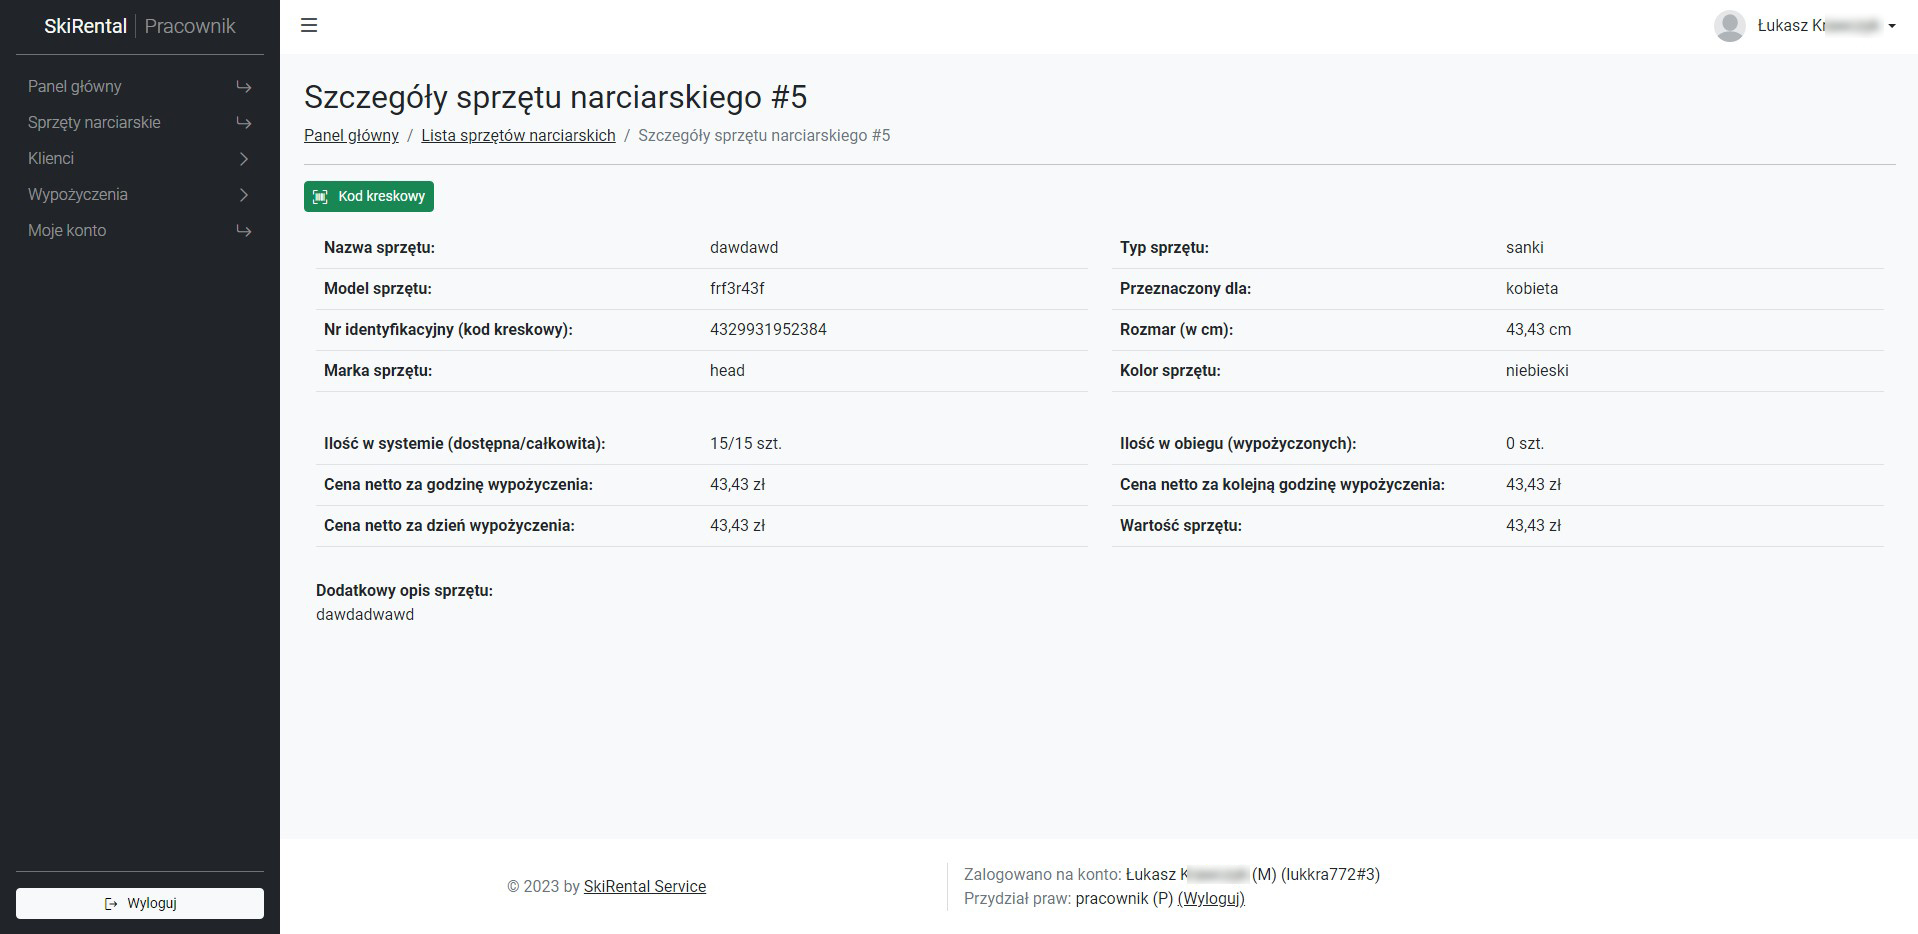 SkiRental | Pracownik
Łukasz
Panel główny
Sprzęty narciarskie
Klienci
Wypożyczenia
Moje konto
Szczegóły sprzętu narciarskiego #5
Panel główny / Lista sprzętów narciarskich / Szczegóły sprzętu narciarskiego #5
Kod kreskowy
Nazwa sprzętu: dawdawd
Typ sprzętu: sanki
Model sprzętu: frf3r43f
Przeznaczony dla: kobieta
Nr identyfikacyjny (kod kreskowy): 4329931952384
Rozmar (w cm): 43,43 cm
Marka sprzętu: head
Kolor sprzętu: niebieski
Ilość w systemie (dostępna/całkowita): 15/15 szt.
Ilość w obiegu (wypożyczonych): 0 szt.
Cena netto za godzinę wypożyczenia: 43,43 zł
Cena netto za kolejną godzinę wypożyczenia: 43,43 zł
Cena netto za dzień wypożyczenia: 43,43 zł
Wartość sprzętu: 43,43 zł
Dodatkowy opis sprzętu:
dawdadwawd
Wyloguj
© 2023 by SkiRental Service
Zalogowano na konto: Łukasz (M) (lukkra772#3)
Przydział praw: pracownik (P) (Wyloguj)